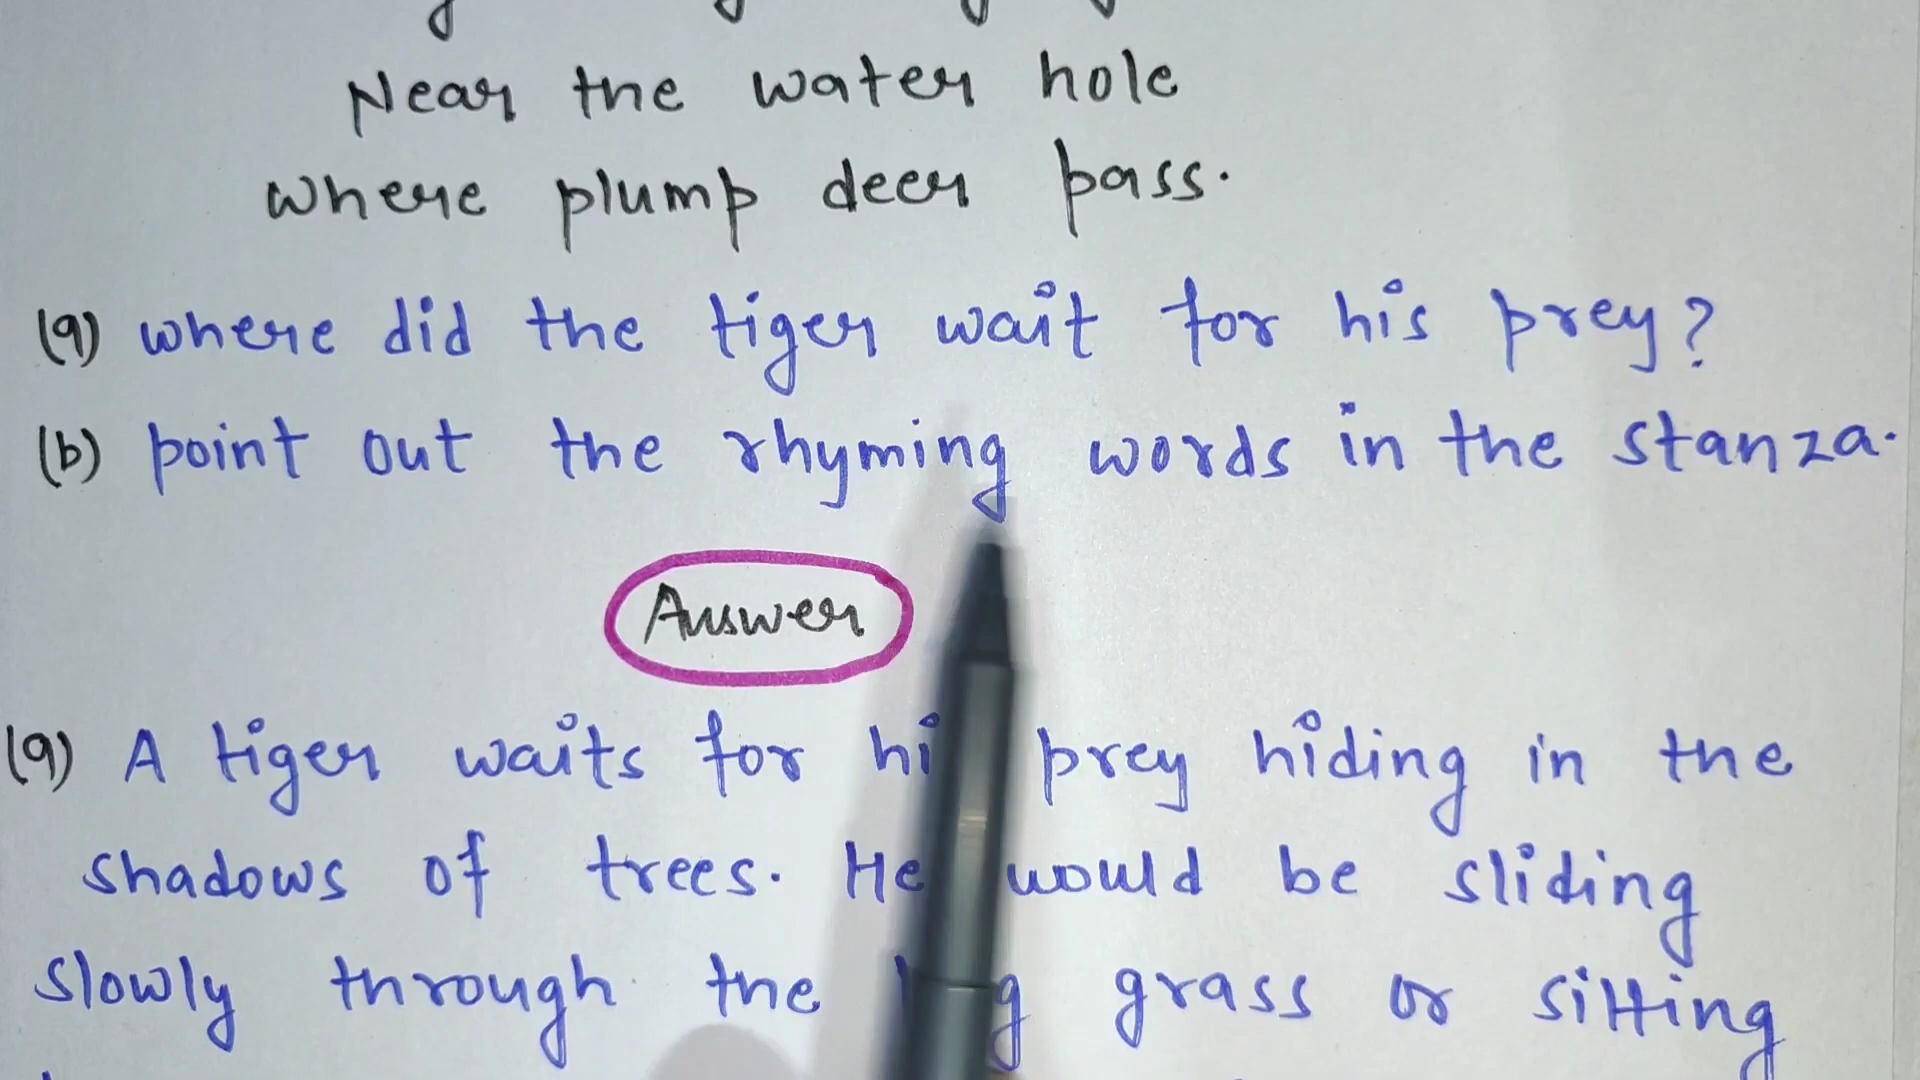 Near the water hole
where plump deer pass.
(a) where did the tiger wait for his prey?
(b) point out the rhyming words in the stanza.
Answer
(a) A tiger waits for prey hiding in the
shadows of trees. He would be sliding
slowly through the grass or sitting